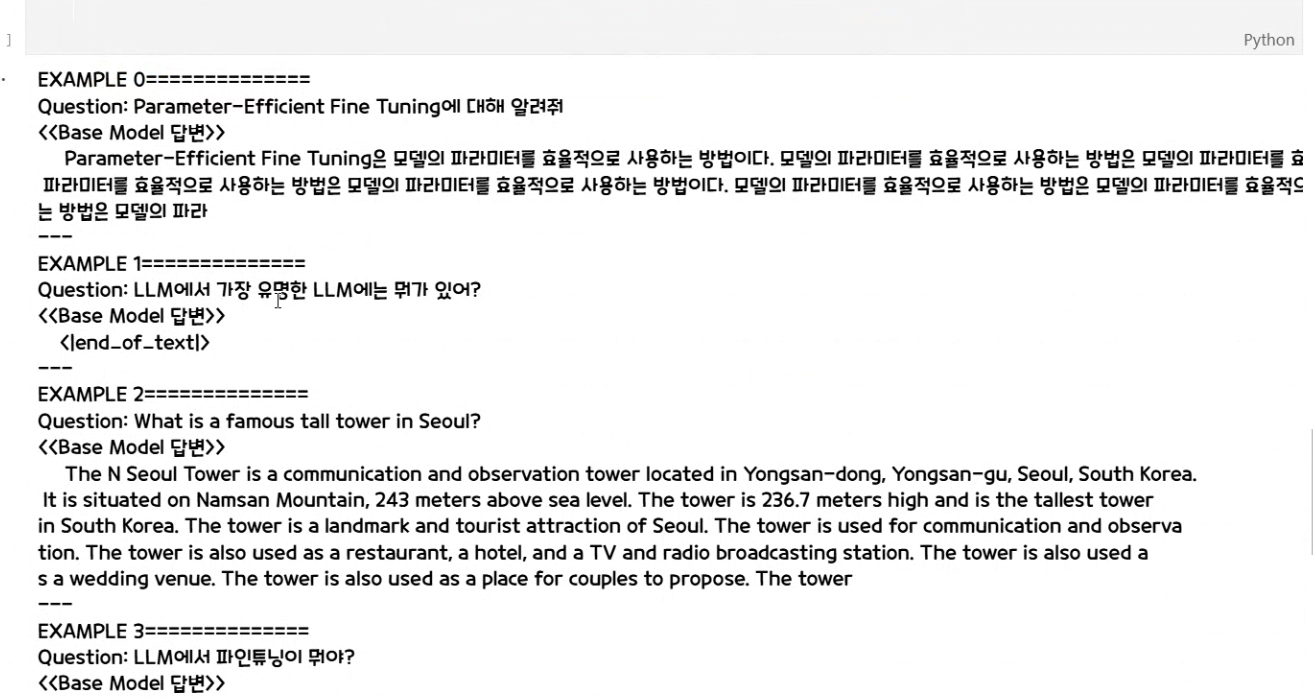 ]
Python
EXAMPLE 0==============
Question: Parameter-Efficient Fine Tuning에 대해 알려줘
<<Base Model 답변>>
Parameter-Efficient Fine Tuning은 모델의 파라미터를 효율적으로 사용하는 방법이다. 모델의 파라미터를 효율적으로 사용하는 방법은 모델의 파라미터를 효
파라미터를 효율적으로 사용하는 방법은 모델의 파라미터를 효율적으로 사용하는 방법이다. 모델의 파라미터를 효율적으로 사용하는 방법은 모델의 파라미터를 효율적으
는 방법은 모델의 파라
---
EXAMPLE 1==============
Question: LLM에서 가장 유명한 LLM에는 뭐가 있어?
<<Base Model 답변>>
<|end_of_text|>
---
EXAMPLE 2==============
Question: What is a famous tall tower in Seoul?
<<Base Model 답변>>
The N Seoul Tower is a communication and observation tower located in Yongsan-dong, Yongsan-gu, Seoul, South Korea.
It is situated on Namsan Mountain, 243 meters above sea level. The tower is 236.7 meters high and is the tallest tower
in South Korea. The tower is a landmark and tourist attraction of Seoul. The tower is used for communication and observa
tion. The tower is also used as a restaurant, a hotel, and a TV and radio broadcasting station. The tower is also used a
s a wedding venue. The tower is also used as a place for couples to propose. The tower
---
EXAMPLE 3==============
Question: LLM에서 파인튜닝이 뭐야?
<<Base Model 답변>>